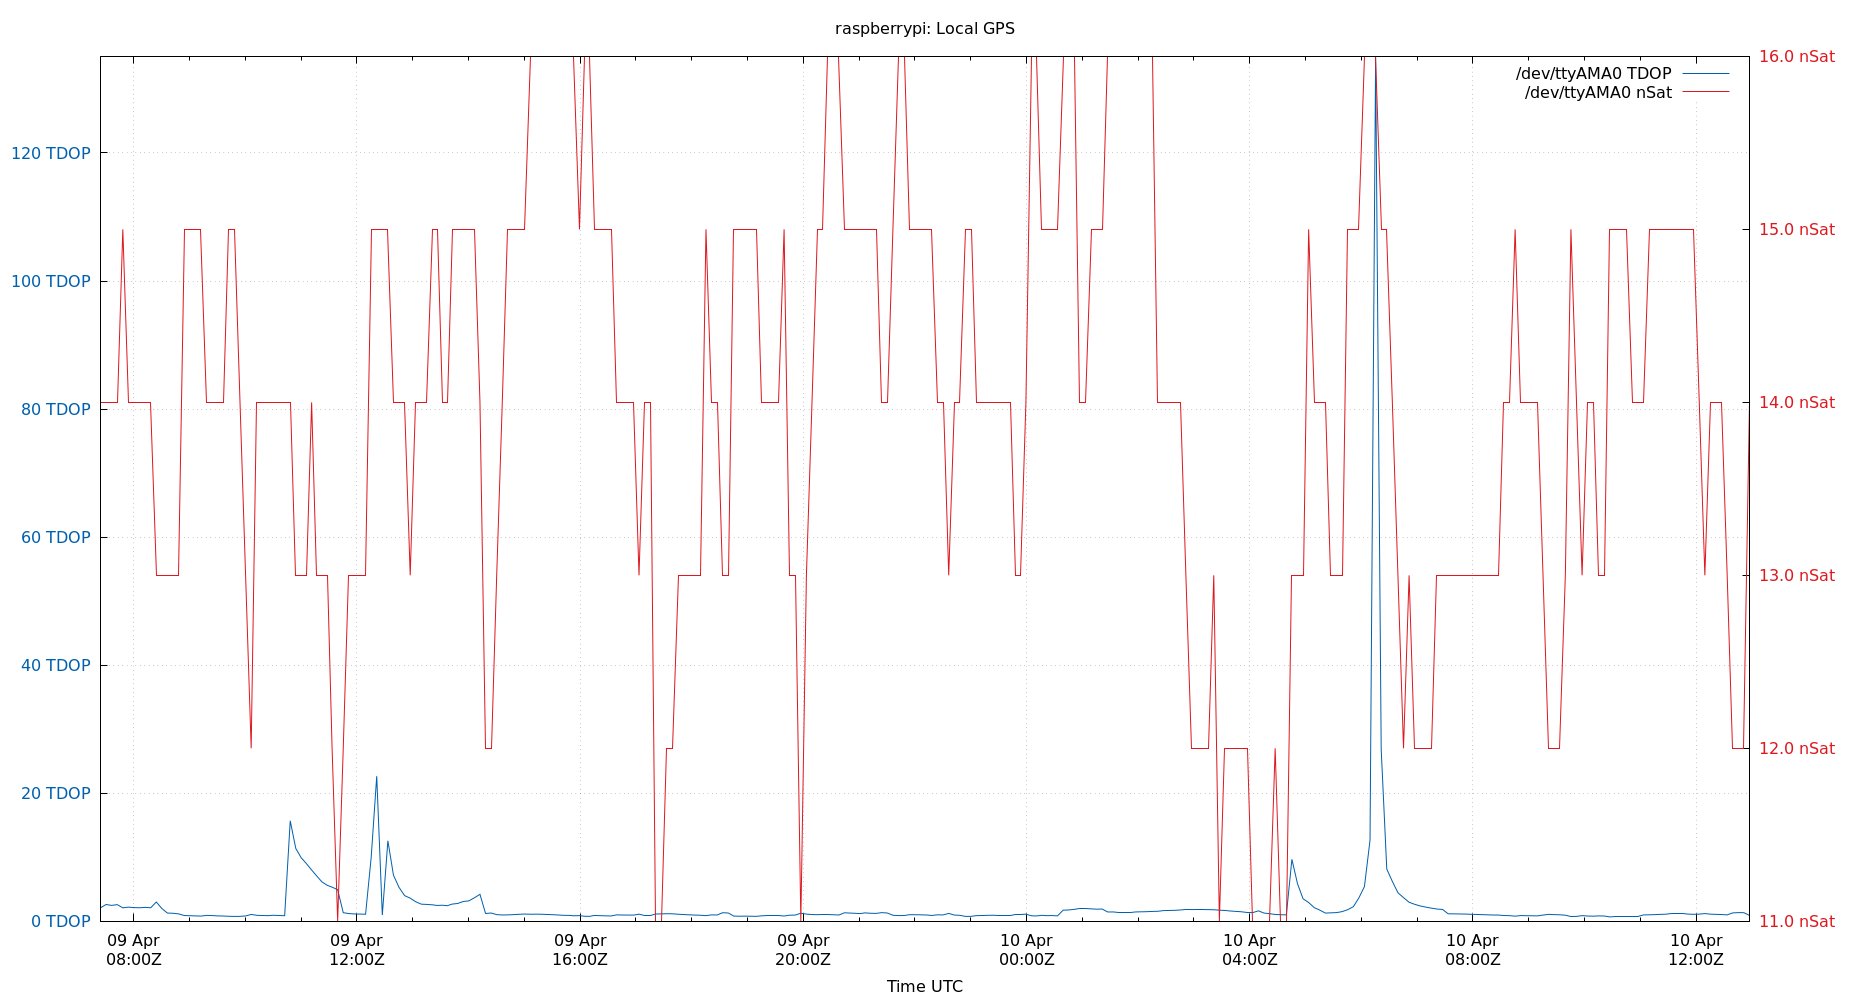 raspberrypi: Local GPS
/dev/ttyAMA0 TDOP
/dev/ttyAMA0 nSat
120 TDOP
100 TDOP
80 TDOP
60 TDOP
40 TDOP
20 TDOP
0 TDOP
16.0 nSat
15.0 nSat
14.0 nSat
13.0 nSat
12.0 nSat
11.0 nSat
09 Apr
08:00Z
09 Apr
12:00Z
09 Apr
16:00Z
09 Apr
20:00Z
10 Apr
00:00Z
10 Apr
04:00Z
10 Apr
08:00Z
10 Apr
12:00Z
Time UTC